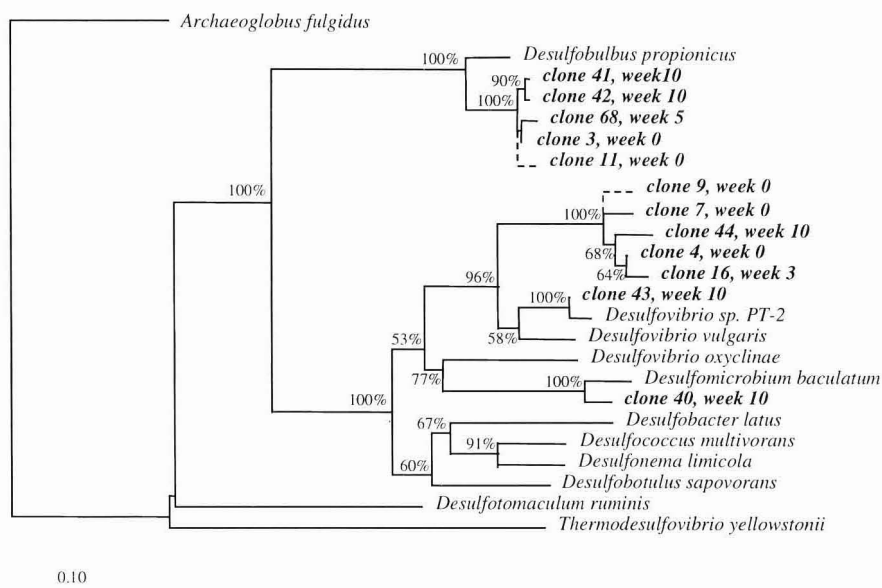 Archaeoglobus fulgidus
100%
Desulfobulbus propionicus
90%
clone 41, week10
100%
clone 42, week 10
clone 68, week 5
clone 3, week 0
clone 11, week 0
100%
clone 9, week 0
100%
clone 7, week 0
clone 44, week 10
68%
clone 4, week 0
64%
clone 16, week 3
96%
100%
clone 43, week 10
Desulfovibrio sp. PT-2
53%
58%
Desulfovibrio vulgaris
Desulfovibrio oxyclinae
77%
100%
Desulfomicrobium baculatum
100%
clone 40, week 10
67%
Desulfobacter latus
91%
Desulfococcus multivorans
60%
Desulfonema limicola
Desulfobotulus sapovorans
Desulfotomaculum ruminis
Thermodesulfovibrio yellowstonii
0.10